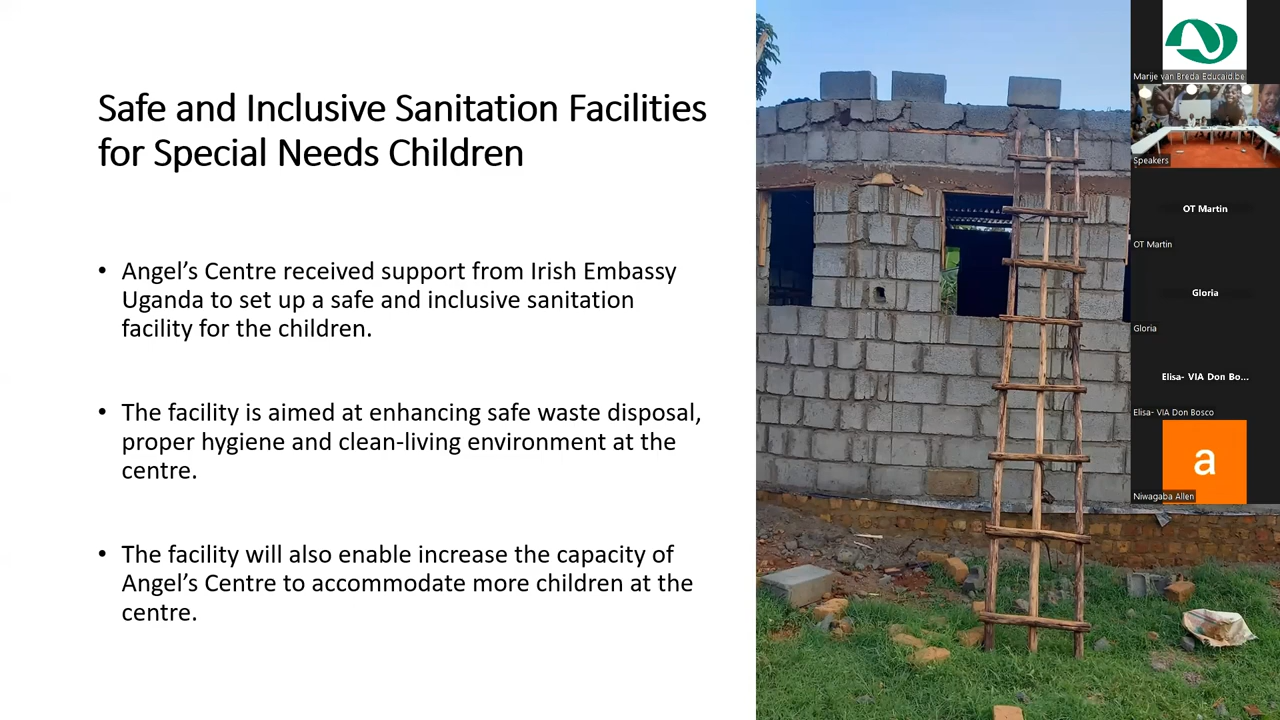 Safe and Inclusive Sanitation Facilities
for Special Needs Children
• Angel’s Centre received support from Irish Embassy
Uganda to set up a safe and inclusive sanitation
facility for the children.
• The facility is aimed at enhancing safe waste disposal,
proper hygiene and clean-living environment at the
centre.
• The facility will also enable increase the capacity of
Angel’s Centre to accommodate more children at the
centre.
Marije van Breda Educaid.be
Speakers
OT Martin
OT Martin
Gloria
Gloria
Elisa- VIA Don Bo...
Elisa- VIA Don Bosco
a
Niwagaba Allen